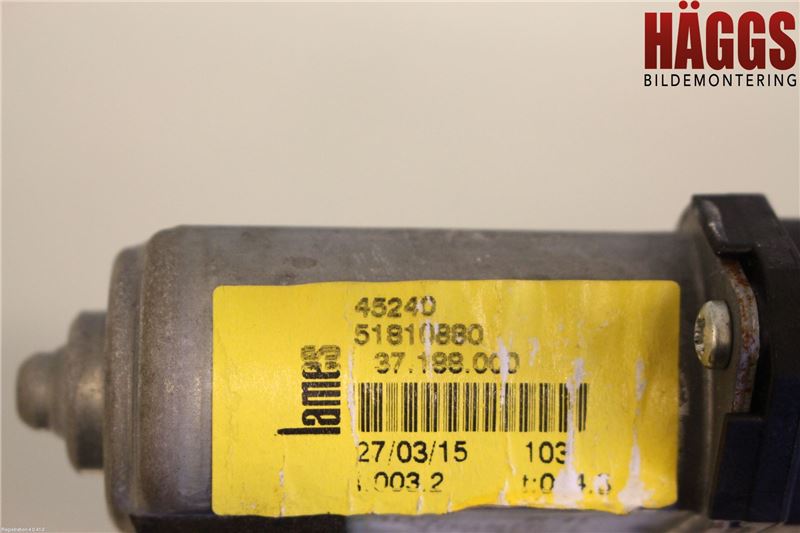 HÄGGS
BILDEMONTERING
45240
51810880
37.188.000
lames
27/03/15 103